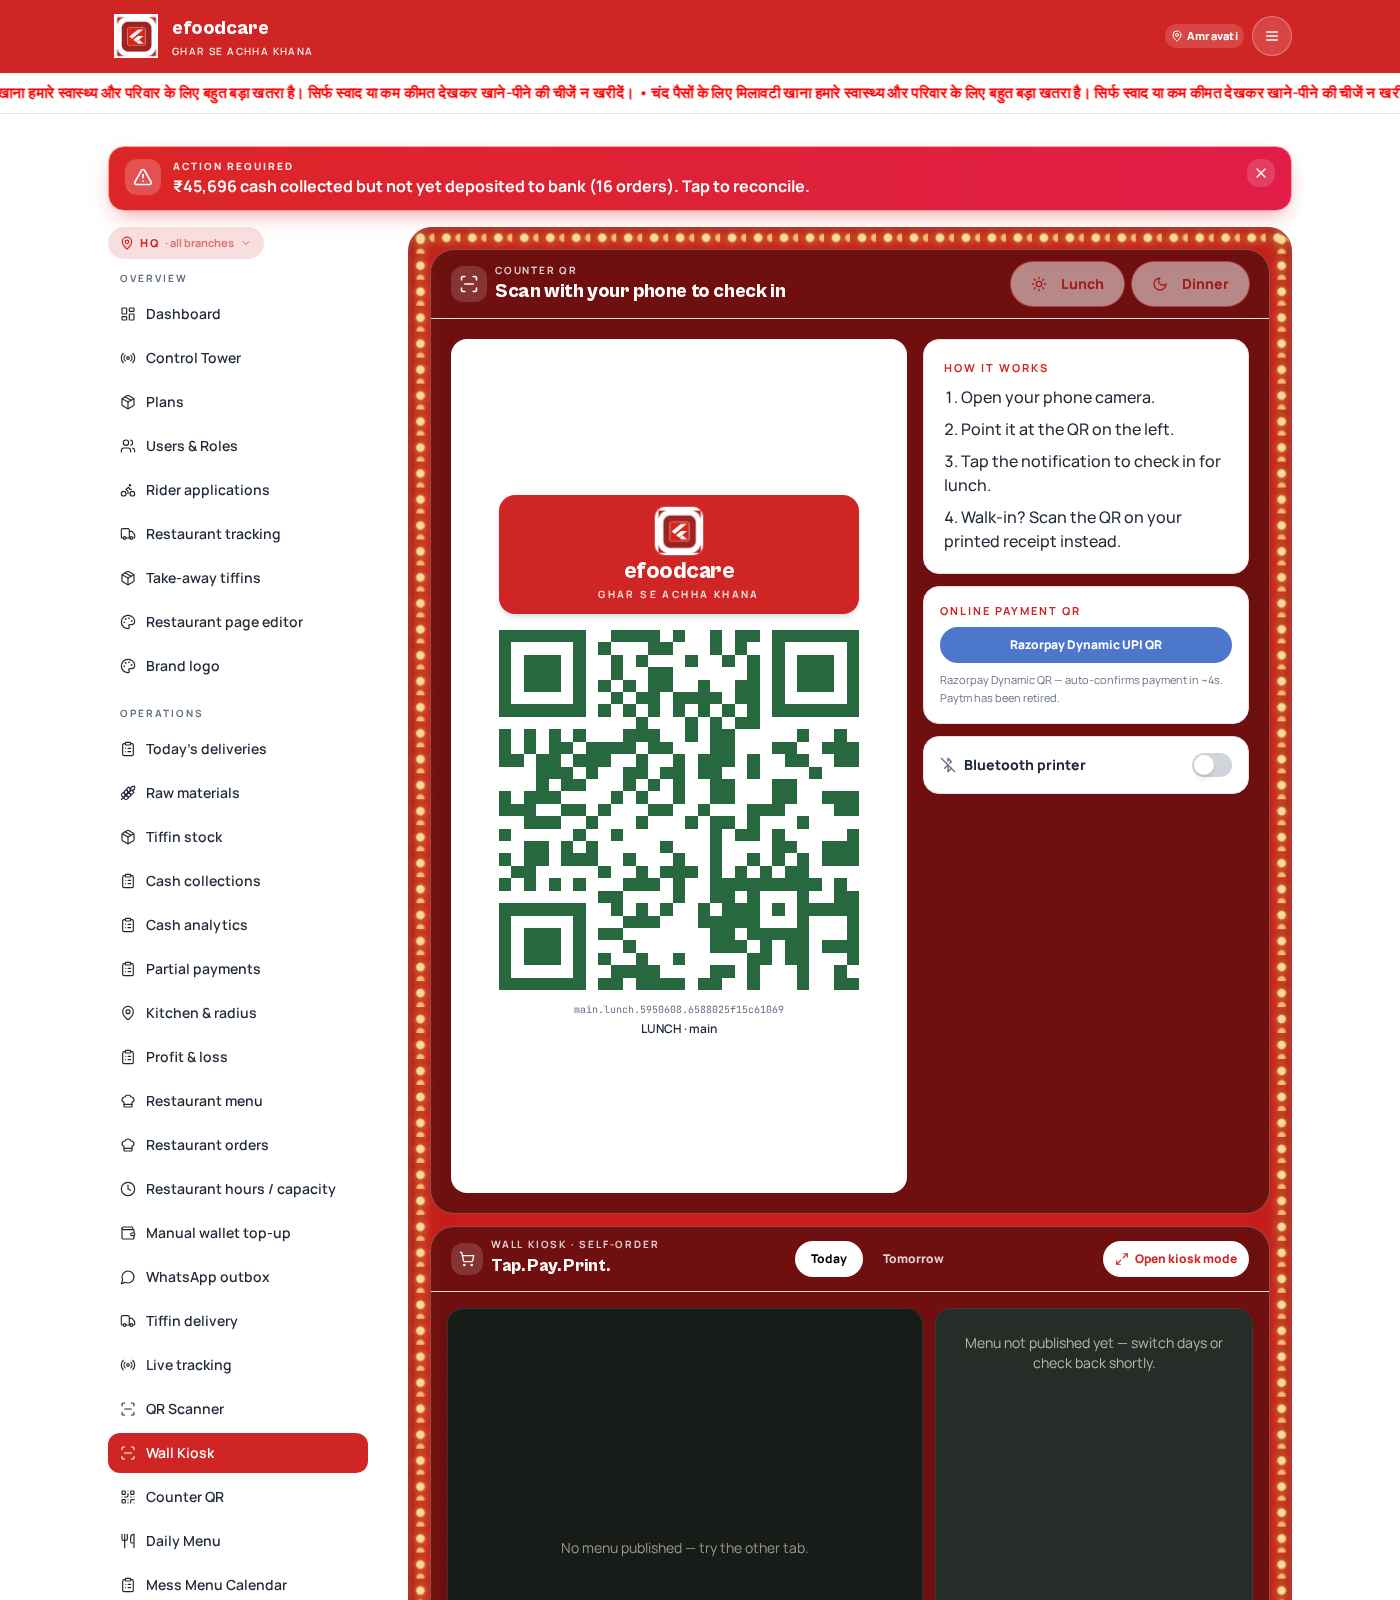 efoodcare
GHAR SE ACHHA KHANA
Amravati
खाना हमारे स्वास्थ्य और परिवार के लिए बहुत बड़ा खतरा है। सिर्फ स्वाद या कम कीमत देखकर खाने-पीने की चीजें न खरीदें। • चंद पैसों के लिए मिलावटी खाना हमारे स्वास्थ्य और परिवार के लिए बहुत बड़ा खतरा है। सिर्फ स्वाद या कम कीमत देखकर खाने-पीने की चीजें न
ACTION REQUIRED
₹45,696 cash collected but not yet deposited to bank (16 orders). Tap to reconcile.
HQ · all branches
OVERVIEW
Dashboard
Control Tower
Plans
Users & Roles
Rider applications
Restaurant tracking
Take-away tiffins
Restaurant page editor
Brand logo
OPERATIONS
Today's deliveries
Raw materials
Tiffin stock
Cash collections
Cash analytics
Partial payments
Kitchen & radius
Profit & loss
Restaurant menu
Restaurant orders
Restaurant hours / capacity
Manual wallet top-up
WhatsApp outbox
Tiffin delivery
Live tracking
QR Scanner
Wall Kiosk
Counter QR
Daily Menu
Mess Menu Calendar
COUNTER QR
Scan with your phone to check in
Lunch
Dinner
efoodcare
GHAR SE ACHHA KHANA
main.lunch.5950608.6588025f15c61069
LUNCH · main
HOW IT WORKS
1. Open your phone camera.
2. Point it at the QR on the left.
3. Tap the notification to check in for
lunch.
4. Walk-in? Scan the QR on your
printed receipt instead.
ONLINE PAYMENT QR
Razorpay Dynamic UPI QR
Razorpay Dynamic QR — auto-confirms payment in ~4s.
Paytm has been retired.
Bluetooth printer
WALL KIOSK · SELF-ORDER
Tap. Pay. Print.
Today
Tomorrow
Open kiosk mode
No menu published — try the other tab.
Menu not published yet — switch days or
check back shortly.